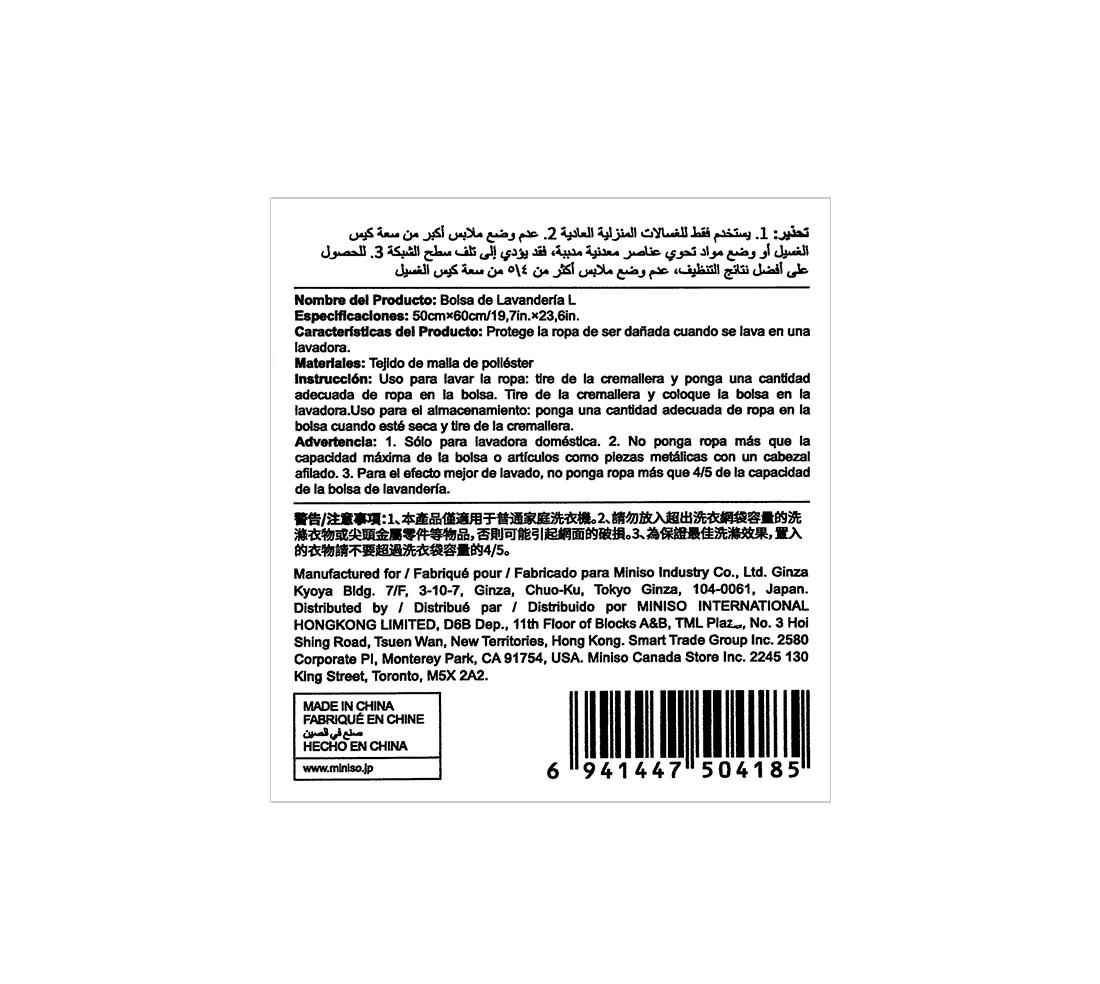 تحذير: 1. يستخدم فقط للغسالات المنزلية العادية 2. عدم وضع ملابس أكبر من سعة كيس
الغسيل أو وضع مواد تحوي عناصر معدنية مدببة، فقد يؤدي إلى تلف سطح الشبكة 3. للحصول
على أفضل نتائج التنظيف، عدم وضع ملابس أكثر من ٤\٥ من سعة كيس الغسيل
Nombre del Producto: Bolsa de Lavandería L
Especificaciones: 50cm×60cm/19,7in.×23,6in.
Características del Producto: Protege la ropa de ser dañada cuando se lava en una
lavadora.
Materiales: Tejido de malla de poliéster
Instrucción: Uso para lavar la ropa: tire de la cremallera y ponga una cantidad
adecuada de ropa en la bolsa. Tire de la cremallera y coloque la bolsa en la
lavadora.Uso para el almacenamiento: ponga una cantidad adecuada de ropa en la
bolsa cuando esté seca y tire de la cremallera.
Advertencia: 1. Sólo para lavadora doméstica. 2. No ponga ropa más que la
capacidad máxima de la bolsa o artículos como piezas metálicas con un cabezal
afilado. 3. Para el efecto mejor de lavado, no ponga ropa más que 4/5 de la capacidad
de la bolsa de lavandería.
警告/注意事項:1、本產品僅適用于普通家庭洗衣機。2、請勿放入超出洗衣網袋容量的洗
滌衣物或尖頭金屬零件等物品,否則可能引起網面的破損。3、為保證最佳洗滌效果,置入
的衣物請不要超過洗衣袋容量的4/5。
Manufactured for / Fabriqué pour / Fabricado para Miniso Industry Co., Ltd. Ginza
Kyoya Bldg. 7/F, 3-10-7, Ginza, Chuo-Ku, Tokyo Ginza, 104-0061, Japan.
Distributed by / Distribué par / Distribuido por MINISO INTERNATIONAL
HONGKONG LIMITED, D6B Dep., 11th Floor of Blocks A&B, TML , No. 3 Hoi
Shing Road, Tsuen Wan, New Territories, Hong Kong. Smart Trade Group Inc. 2580
Corporate Pl, Monterey Park, CA 91754, USA. Miniso Canada Store Inc. 2245 130
King Street, Toronto, M5X 2A2.
MADE IN CHINA
FABRIQUÉ EN CHINE
صنع في الصين
HECHO EN CHINA
www.miniso.jp
6 941447 504185